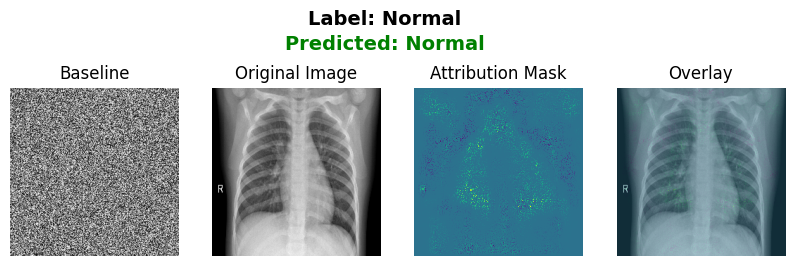 Label: Normal
Predicted: Normal
Baseline
Original Image
Attribution Mask
Overlay
R
R